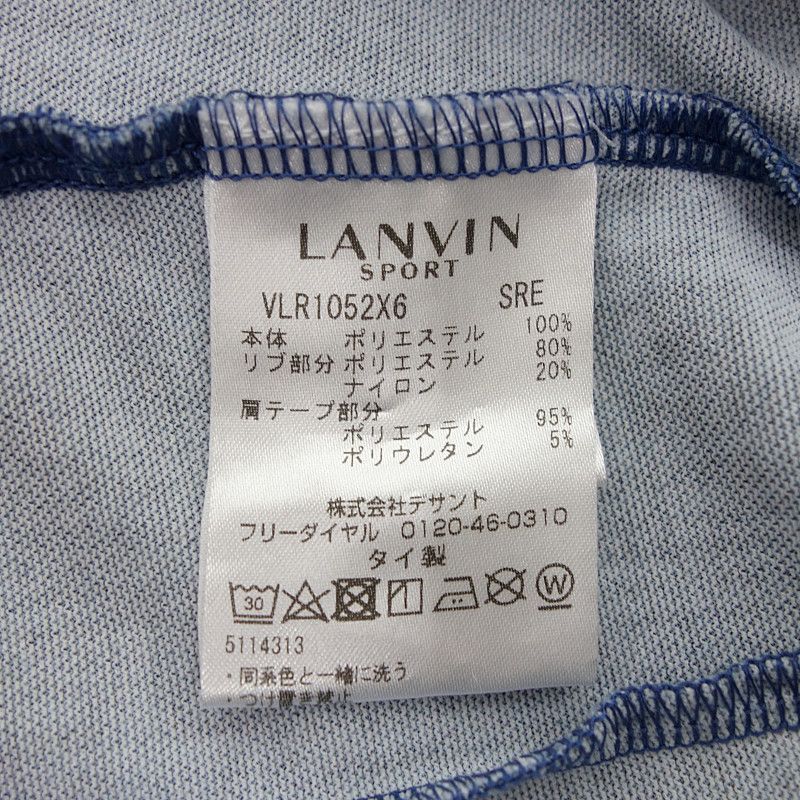 LANVIN
SPORT
VLR1052X6 SRE
本体 ポリエステル 100%
リブ部分 ポリエステル 80%
ナイロン 20%
肩テープ部分
ポリエステル 95%
ポリウレタン 5%
株式会社デサント
フリーダイヤル 0120-46-0310
タイ製
30 W
5114313
・同系色と一緒に洗う